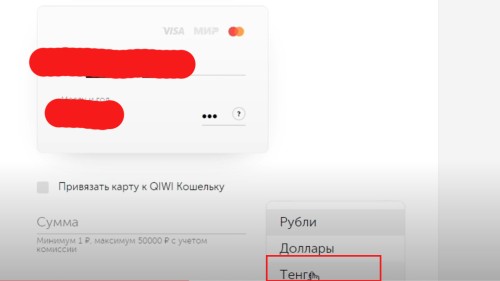 VISA МИР
••• ?
Привязать карту к QIWI Кошельку
Сумма
Минимум 1 ₽, максимум 50000 ₽ с учетом
комиссии
Рубли
Доллары
Тенге